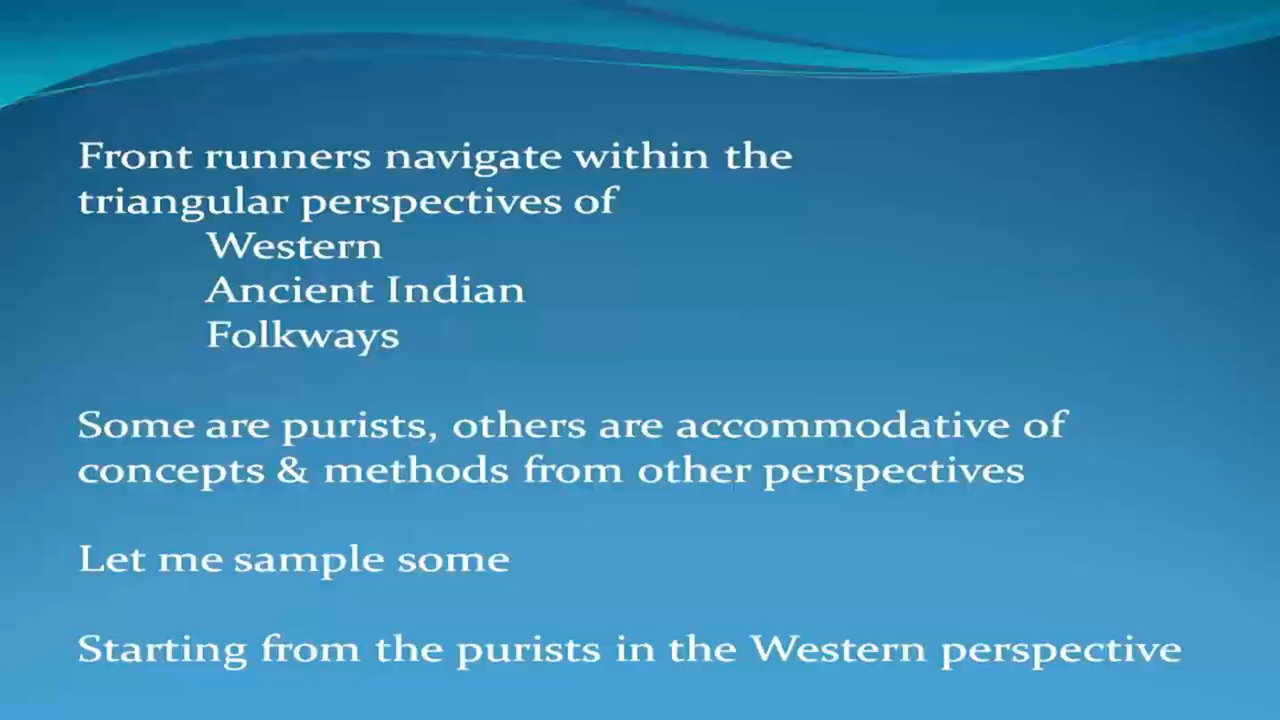 Front runners navigate within the
triangular perspectives of
Western
Ancient Indian
Folkways
Some are purists, others are accommodative of
concepts & methods from other perspectives
Let me sample some
Starting from the purists in the Western perspective